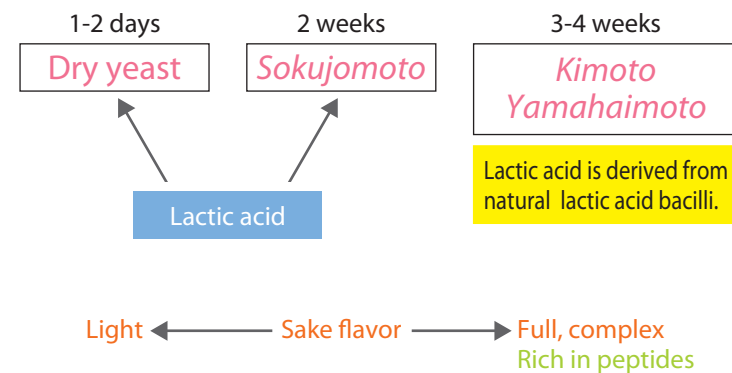 1-2 days
2 weeks
3-4 weeks
Dry yeast
Sokujomoto
Kimoto
Yamahaimoto
Lactic acid is derived from
natural lactic acid bacilli.
Lactic acid
Light
Sake flavor
Full, complex
Rich in peptides